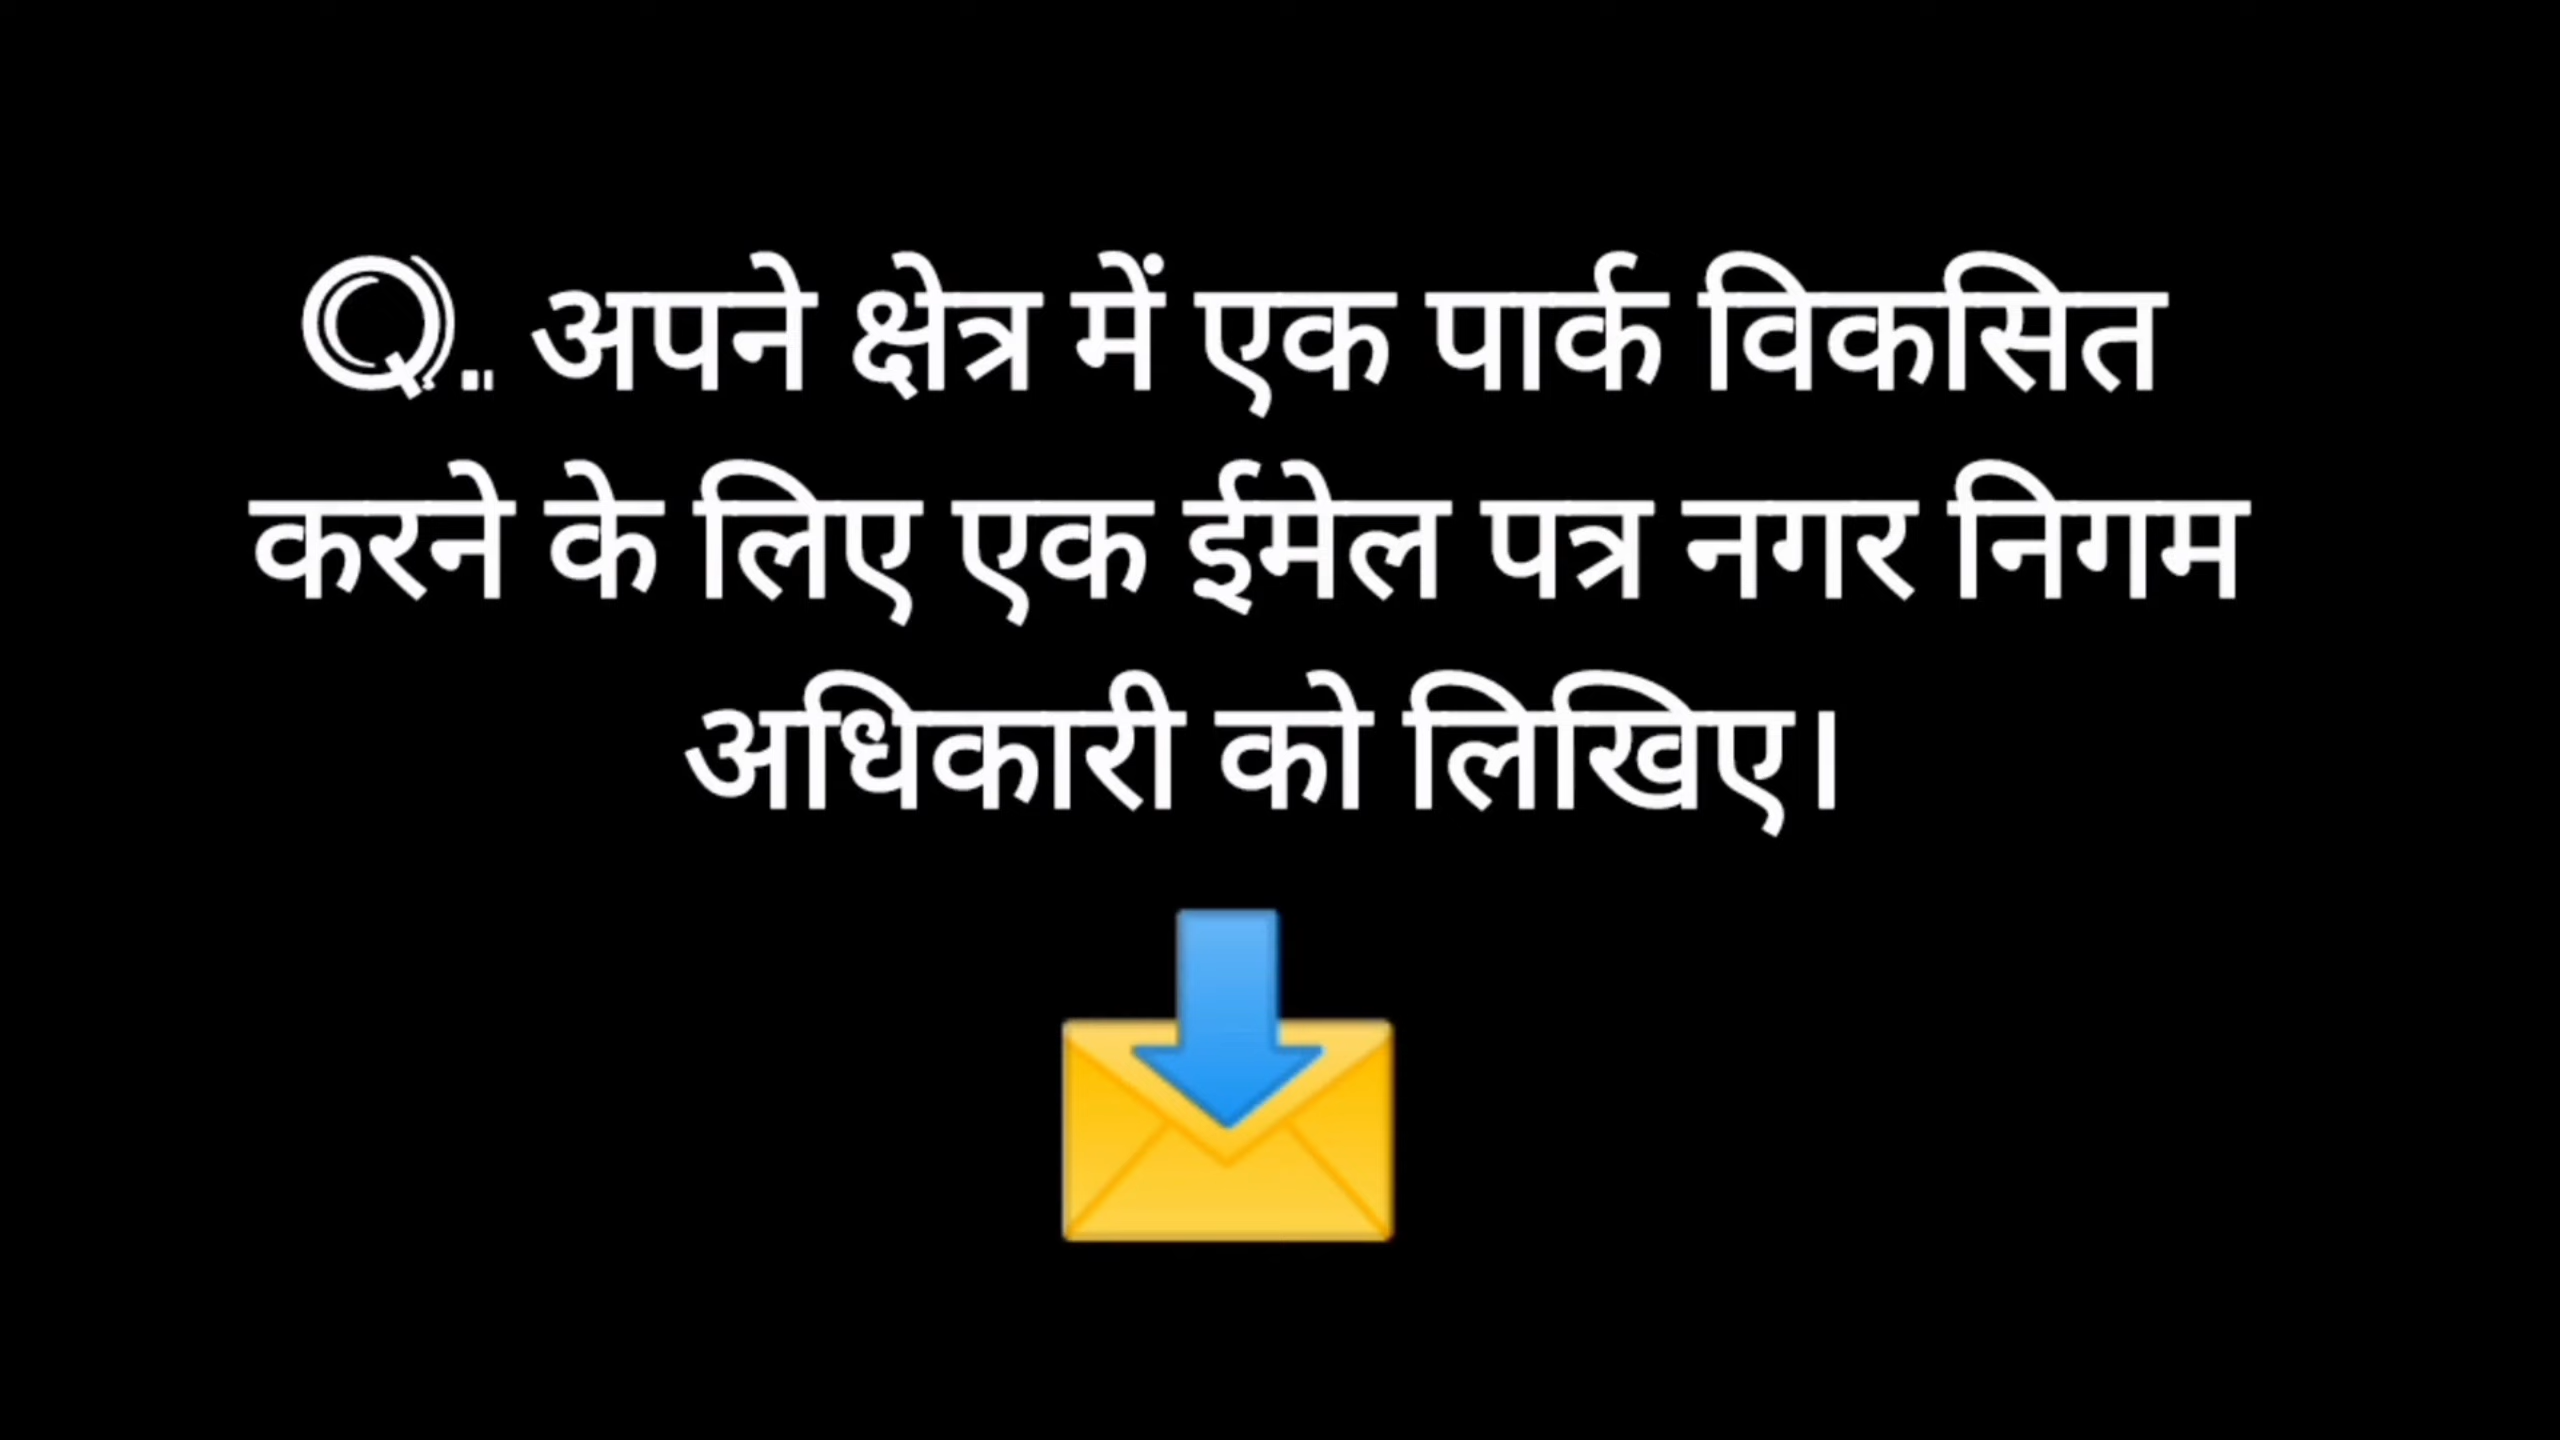 Q.. अपने क्षेत्र में एक पार्क विकसित
करने के लिए एक ईमेल पत्र नगर निगम
अधिकारी को लिखिए।